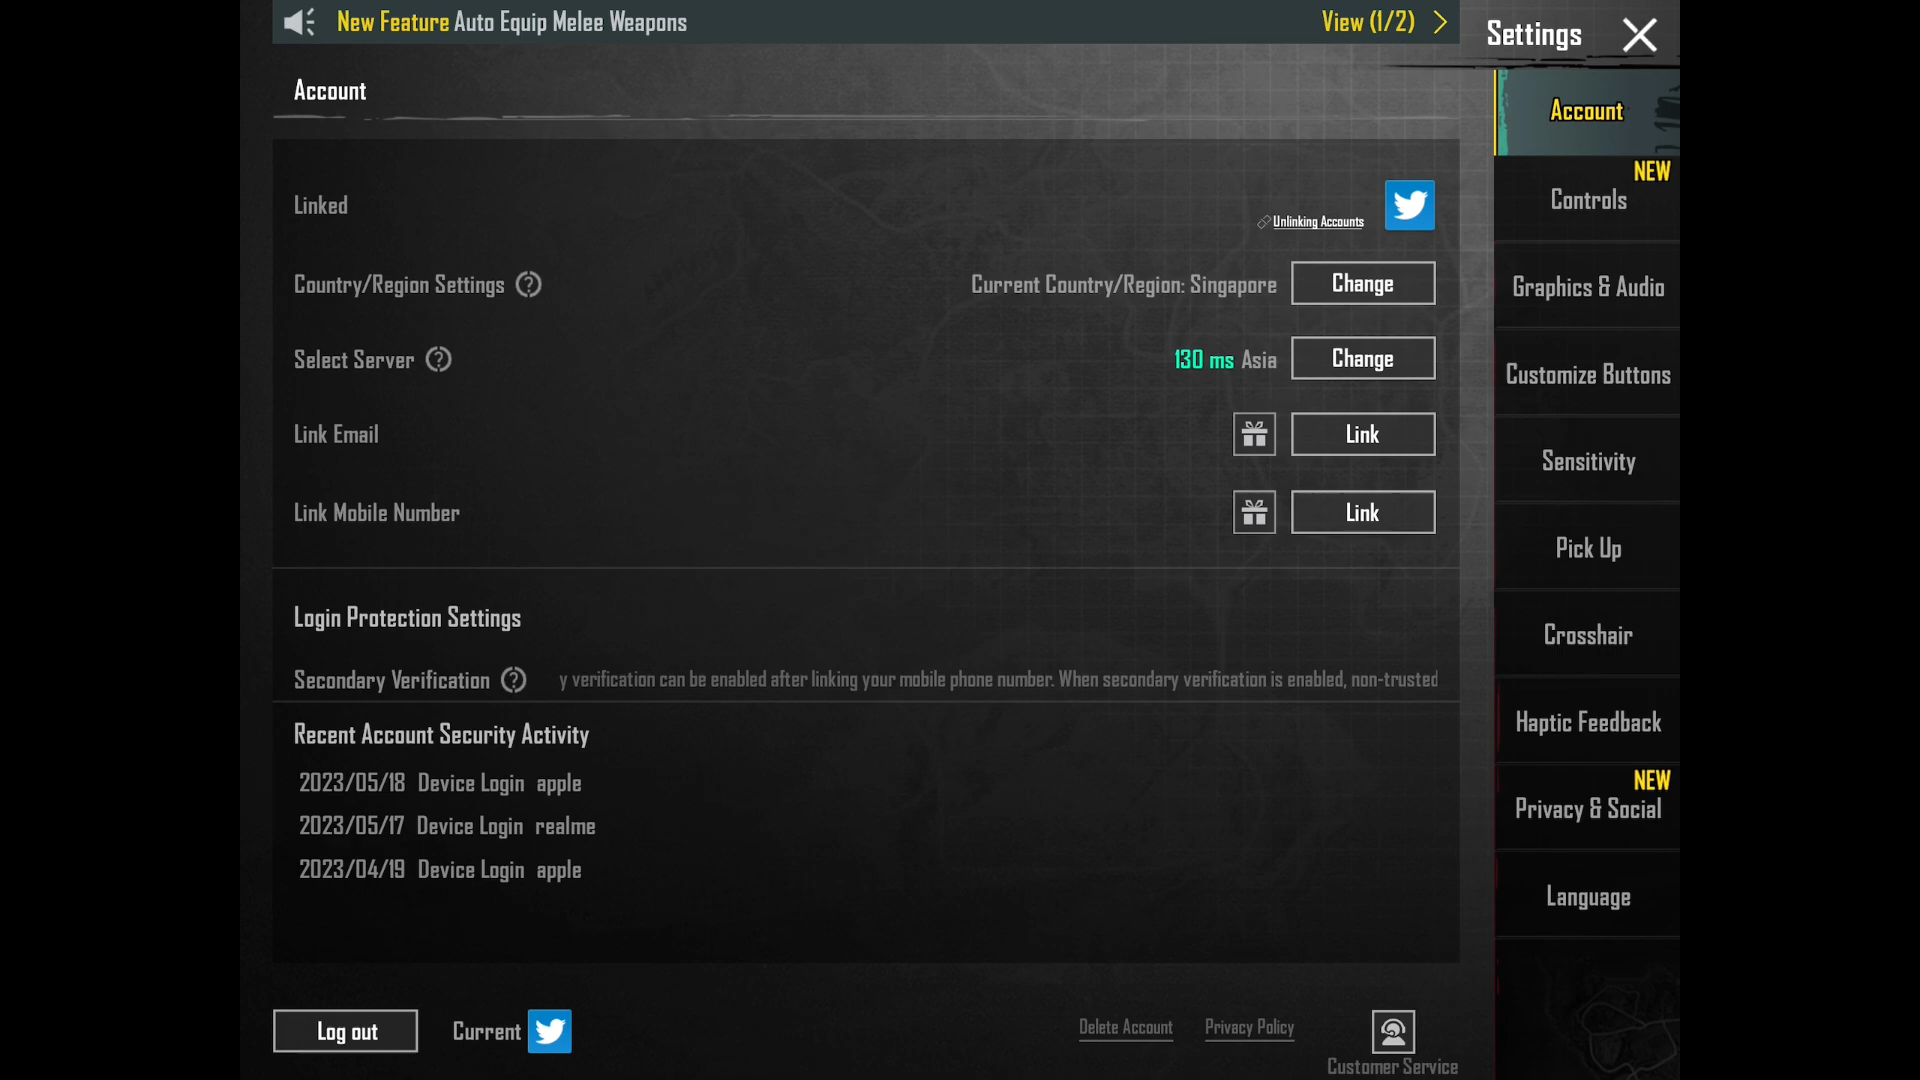 New Feature Auto Equip Melee Weapons
View (1/2)
Settings
Account
Linked
Unlinking Accounts
Country/Region Settings
Current Country/Region: Singapore
Change
Select Server
130 ms Asia
Change
Link Email
Link
Link Mobile Number
Link
Login Protection Settings
Secondary Verification
y verification can be enabled after linking your mobile phone number. When secondary verification is enabled, non-trusted
Recent Account Security Activity
2023/05/18 Device Login apple
2023/05/17 Device Login realme
2023/04/19 Device Login apple
Log out
Current
Delete Account
Privacy Policy
Customer Service
Account
NEW
Controls
Graphics & Audio
Customize Buttons
Sensitivity
Pick Up
Crosshair
Haptic Feedback
NEW
Privacy & Social
Language